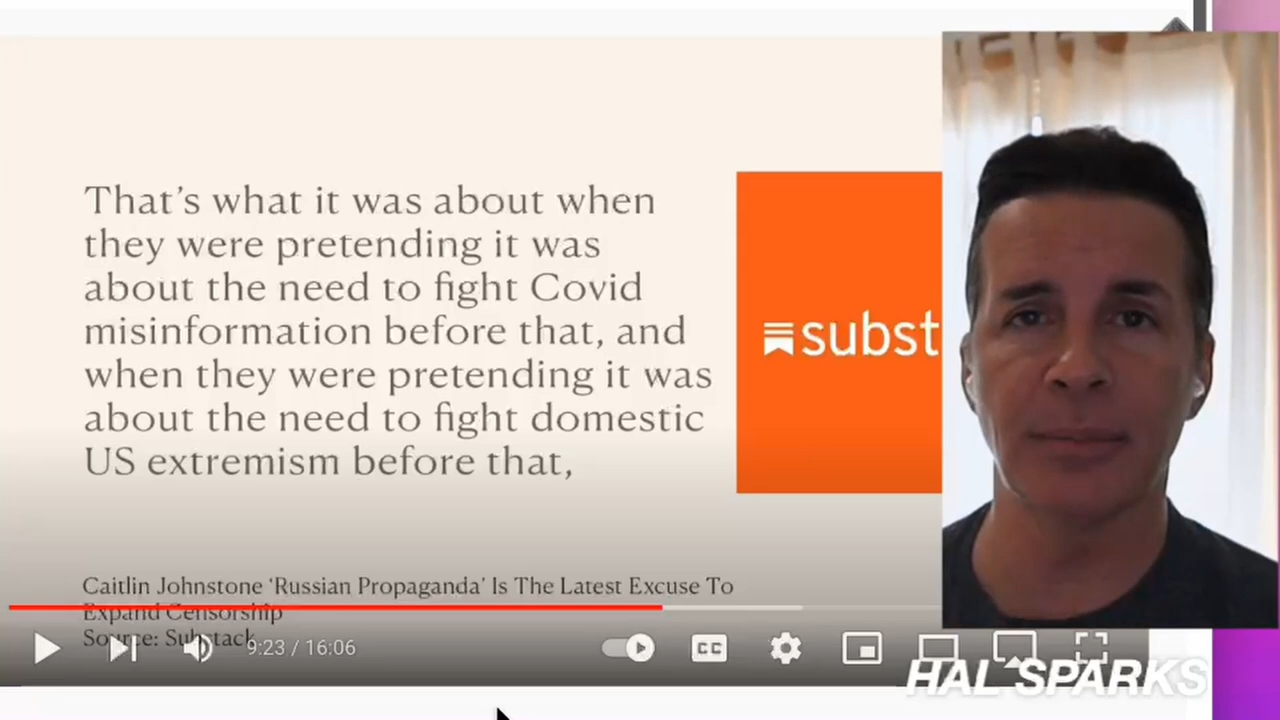 That's what it was about when
they were pretending it was
about the need to fight Covid
misinformation before that, and
when they were pretending it was
about the need to fight domestic
US extremism before that,
subst
Caitlin Johnstone ‘Russian Propaganda’ Is The Latest Excuse To
Expand Censorship
Source: Substack
9:23 / 16:06
CC
HAL SPARKS